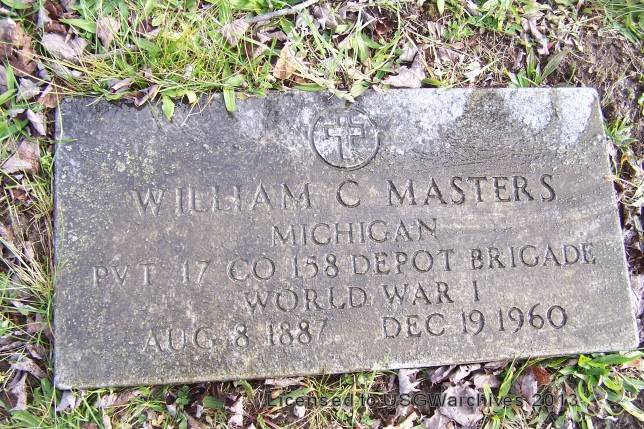 WILLIAM C MASTERS
MICHIGAN
PVT 17 CO 158 DEPOT BRIGADE
WORLD WAR I
AUG 8 1887 DEC 19 1960
Licensed to USGWarchives 2013